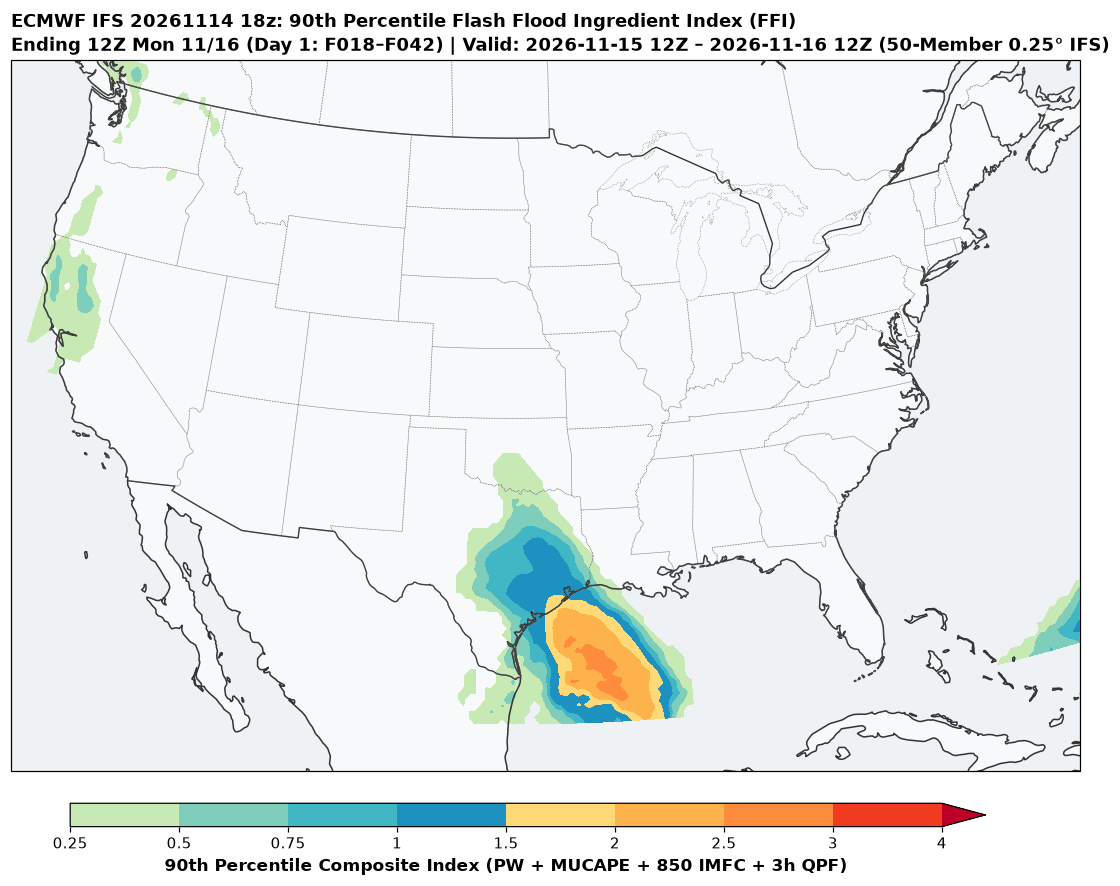 ECMWF IFS 20261114 18z: 90th Percentile Flash Flood Ingredient Index (FFI)
Ending 12Z Mon 11/16 (Day 1: F018–F042) | Valid: 2026-11-15 12Z – 2026-11-16 12Z (50-Member 0.25° IFS)
0.25 0.5 0.75 1 1.5 2 2.5 3 4
90th Percentile Composite Index (PW + MUCAPE + 850 IMFC + 3h QPF)